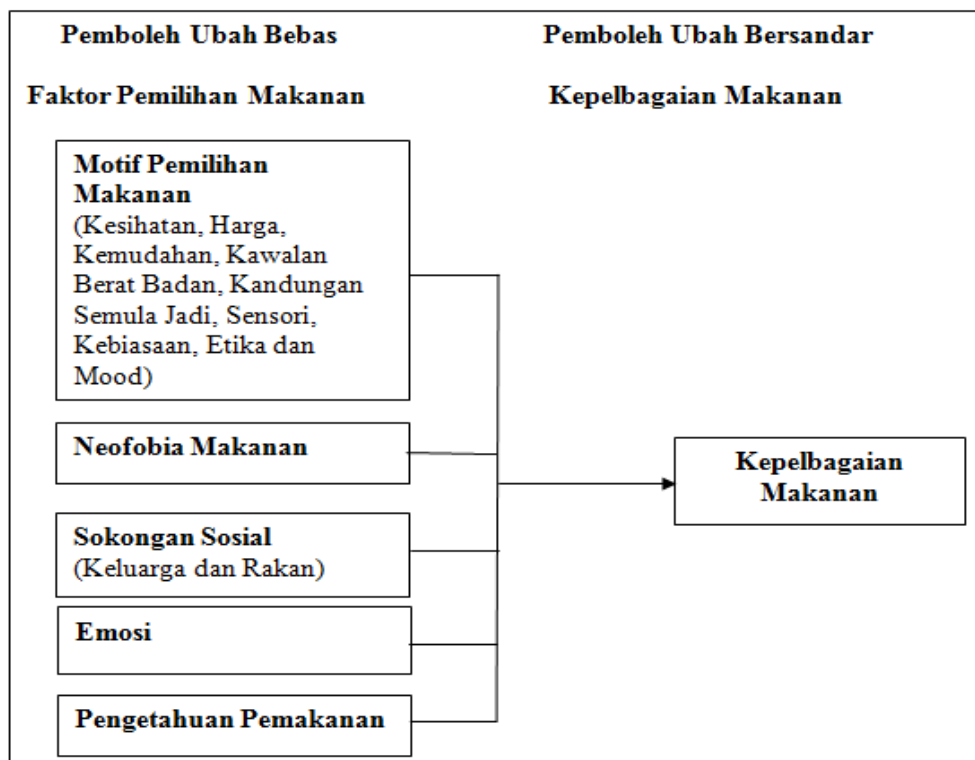 Pemboleh Ubah Bebas
Pemboleh Ubah Bersandar
Faktor Pemilihan Makanan
Kepelbagaian Makanan
Motif Pemilihan
Makanan
(Kesihatan, Harga,
Kemudahan, Kawalan
Berat Badan, Kandungan
Semula Jadi, Sensori,
Kebiasaan, Etika dan
Mood)
Neofobia Makanan
Sokongan Sosial
(Keluarga dan Rakan)
Emosi
Pengetahuan Pemakanan
Kepelbagaian
Makanan